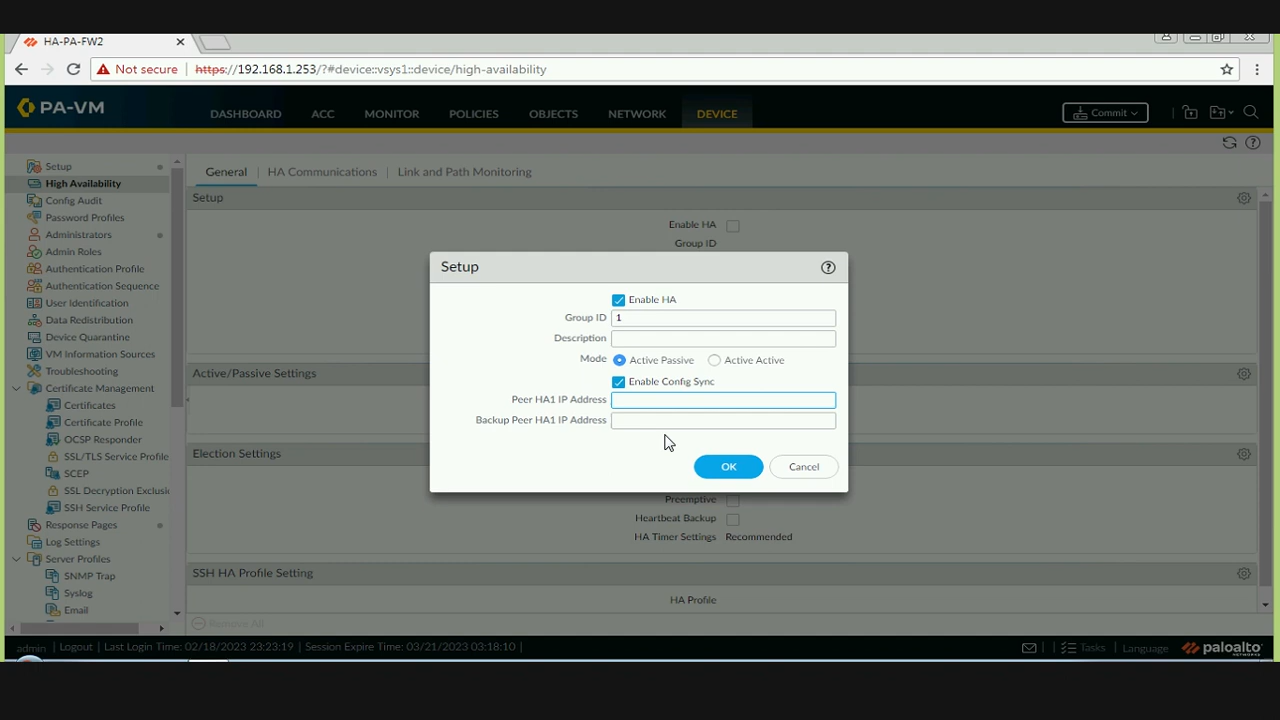 HA-PA-FW2
Not secure | https://192.168.1.253/?#device::vsys1::device/high-availability
PA-VM
DASHBOARD ACC MONITOR POLICIES OBJECTS NETWORK DEVICE
Commit
Setup
High Availability
Config Audit
Password Profiles
Administrators
Admin Roles
Authentication Profile
Authentication Sequence
User Identification
Data Redistribution
Device Quarantine
VM Information Sources
Troubleshooting
Certificate Management
Certificates
Certificate Profile
OCSP Responder
SSL/TLS Service Profile
SCEP
SSL Decryption Exclusi
SSH Service Profile
Response Pages
Log Settings
Server Profiles
SNMP Trap
Syslog
Email
General HA Communications Link and Path Monitoring
Setup
Enable HA
Group ID
Setup
Enable HA
Group ID 1
Description
Mode Active Passive Active Active
Enable Config Sync
Peer HA1 IP Address
Backup Peer HA1 IP Address
OK Cancel
Active/Passive Settings
Election Settings
Preemptive
Heartbeat Backup
HA Timer Settings Recommended
SSH HA Profile Setting
HA Profile
Remove All
admin | Logout | Last Login Time: 02/18/2023 23:23:19 | Session Expire Time: 03/21/2023 03:18:10 |
Tasks | Language
paloalto
NETWORKS